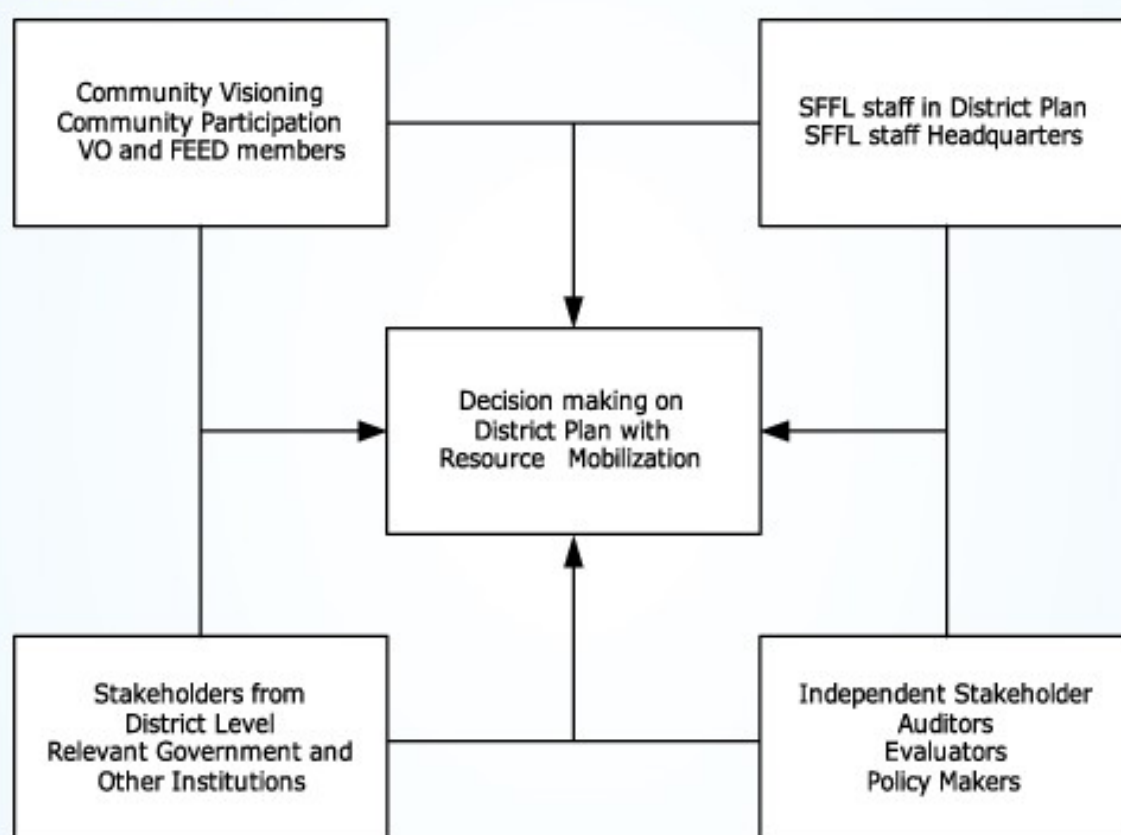 Community Visioning
Community Participation
VO and FEED members
SFFL staff in District Plan
SFFL staff Headquarters
Decision making on
District Plan with
Resource Mobilization
Stakeholders from
District Level
Relevant Government and
Other Institutions
Independent Stakeholder
Auditors
Evaluators
Policy Makers